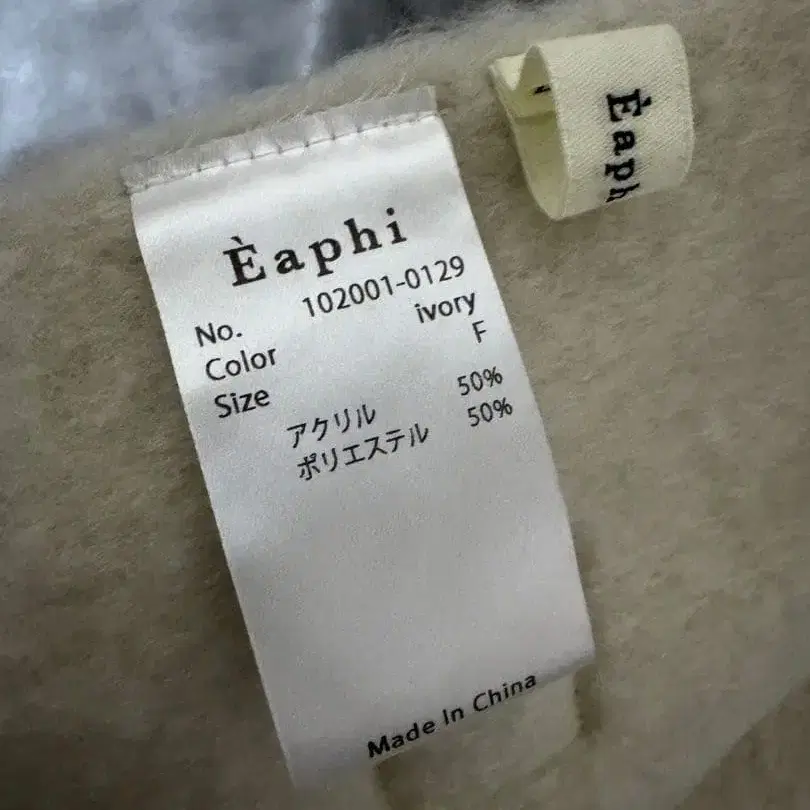 Èaphi
No. 102001-0129
Color ivory
Size F
アクリル 50%
ポリエステル 50%
Made In China
Èaph